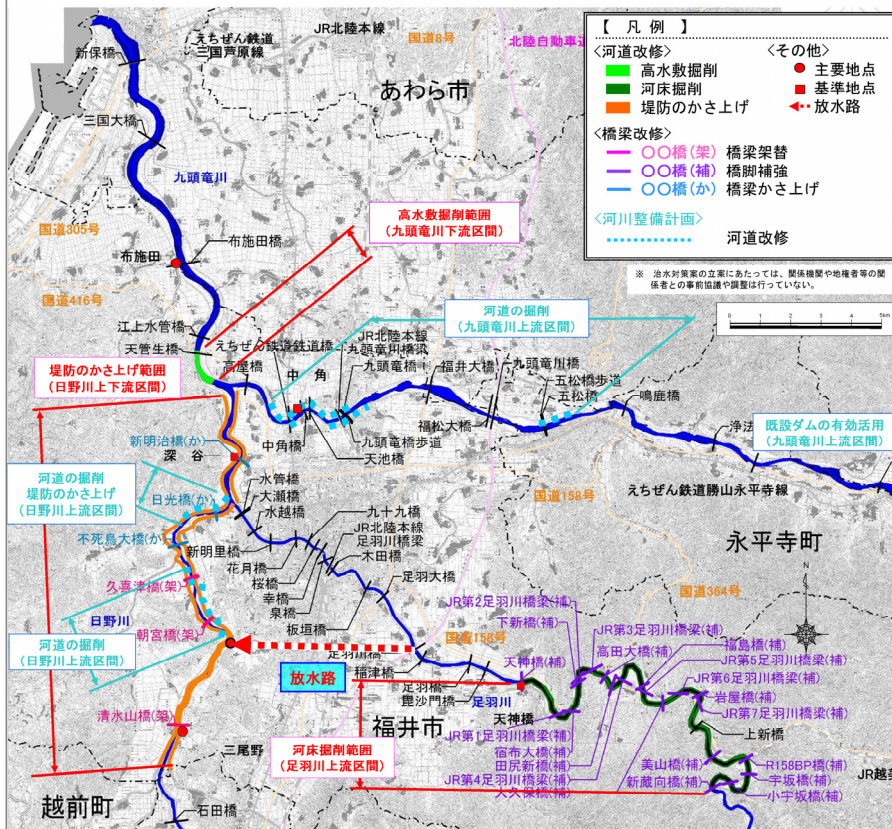 【 凡 例 】
<河道改修>
高水敷掘削
河床掘削
堤防のかさ上げ
<その他>
主要地点
基準地点
放水路
<橋梁改修>
〇〇橋(架) 橋梁架替
〇〇橋(補) 橋脚補強
〇〇橋(か) 橋梁かさ上げ
<河川整備計画>
河道改修
※ 治水対策案の立案にあたっては、関係機関や地権者等の関
係者との事前協議や調整は行っていない。
0 1 2 3 4 5km
新保橋
えちぜん鉄道
三国芦原線
JR北陸本線
国道8号
北陸自動車道
あわら市
三国大橋
九頭竜川
国道305号
高水敷掘削範囲
(九頭竜川下流区間)
布施田
布施田橋
国道416号
江上水管橋
天管生橋
河道の掘削
(九頭竜川上流区間)
えちぜん鉄道鉄道橋
JR北陸本線
九頭竜川橋梁
堤防のかさ上げ範囲
(日野川上下流区間)
高屋橋
中 角
九頭竜橋
福井大橋
九頭竜川橋
五松橋歩道
五松橋
鳴鹿橋
中角橋
天池橋
九頭竜橋歩道
福松大橋
浄法
既設ダムの有効活用
(九頭竜川上流区間)
新明治橋(か)
深谷
河道の掘削
堤防のかさ上げ
(日野川上流区間)
日光橋(か)
水管橋
大瀬橋
水越橋
国道158号
えちぜん鉄道勝山永平寺線
不死鳥大橋(か)
新明里橋
九十九橋
JR北陸本線
足羽川橋梁
木田橋
花月橋
桜橋
幸橋
泉橋
足羽大橋
板垣橋
永平寺町
国道364号
N
久喜津橋(架)
日野川
朝宮橋(架)
河道の掘削
(日野川上流区間)
JR第2足羽川橋梁(補)
下新橋(補)
JR第3足羽川橋梁(補)
国道158号
高田大橋(補)
福島橋(補)
JR第5足羽川橋梁(補)
天神橋(補)
JR第6足羽川橋梁(補)
岩屋橋(補)
JR第7足羽川橋梁(補)
放水路
稲津橋
足羽橋
毘沙門橋
足羽川
清水山橋(架)
福井市
天神橋
JR第1足羽川橋梁(補)
宿布大橋(補)
田尻新橋(補)
JR第4足羽川橋梁(補)
大久保橋(補)
上新橋
三尾野
河床掘削範囲
(足羽川上流区間)
美山橋(補)
新蔵向橋(補)
R158BP橋(補)
宇坂橋(補)
小宇坂橋(補)
JR越美
越前町
石田橋